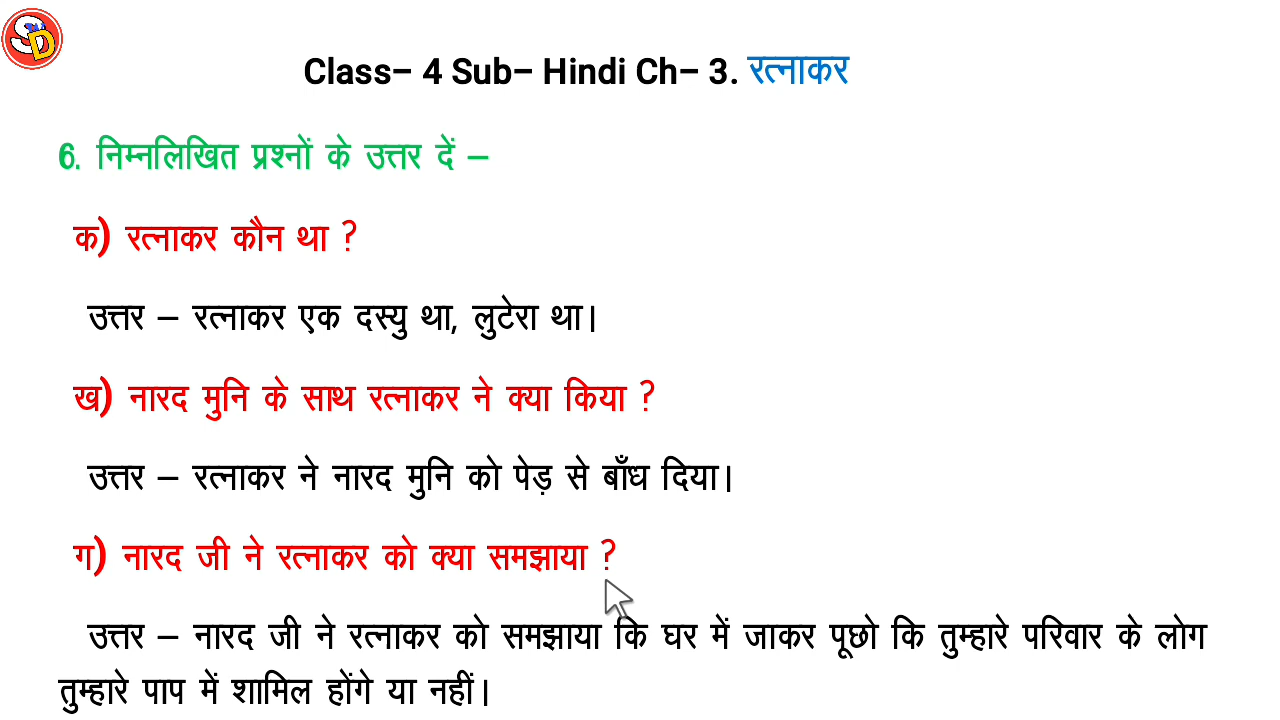 SD
Class– 4 Sub– Hindi Ch– 3. रत्नाकर
6. निम्नलिखित प्रश्नों के उत्तर दें –
क) रत्नाकर कौन था ?
उत्तर – रत्नाकर एक दस्यु था, लुटेरा था।
ख) नारद मुनि के साथ रत्नाकर ने क्या किया ?
उत्तर – रत्नाकर ने नारद मुनि को पेड़ से बाँध दिया।
ग) नारद जी ने रत्नाकर को क्या समझाया ?
उत्तर – नारद जी ने रत्नाकर को समझाया कि घर में जाकर पूछो कि तुम्हारे परिवार के लोग
तुम्हारे पाप में शामिल होंगे या नहीं।